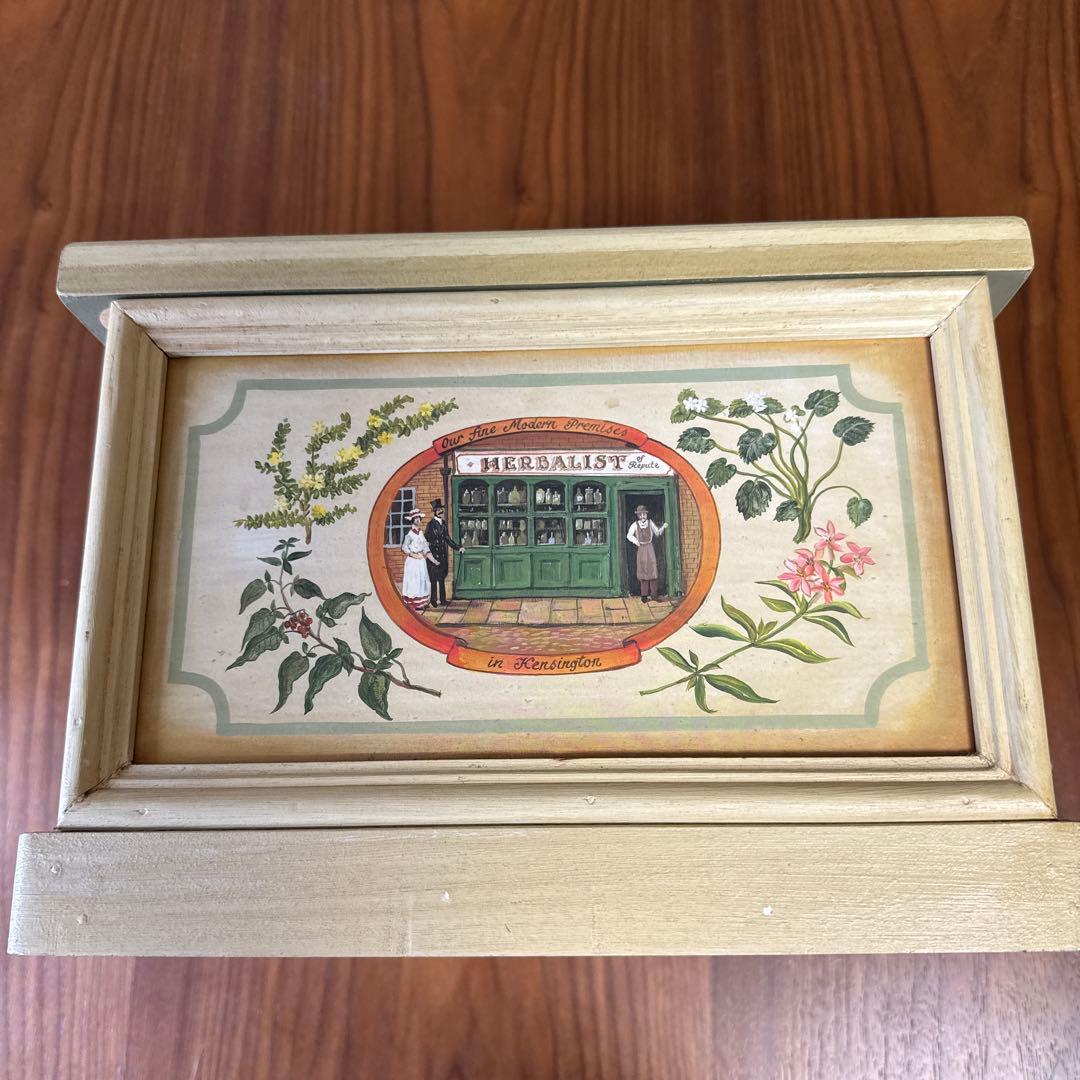 Our fine Modern Premises
HERBALIST of Repute
in Kensington